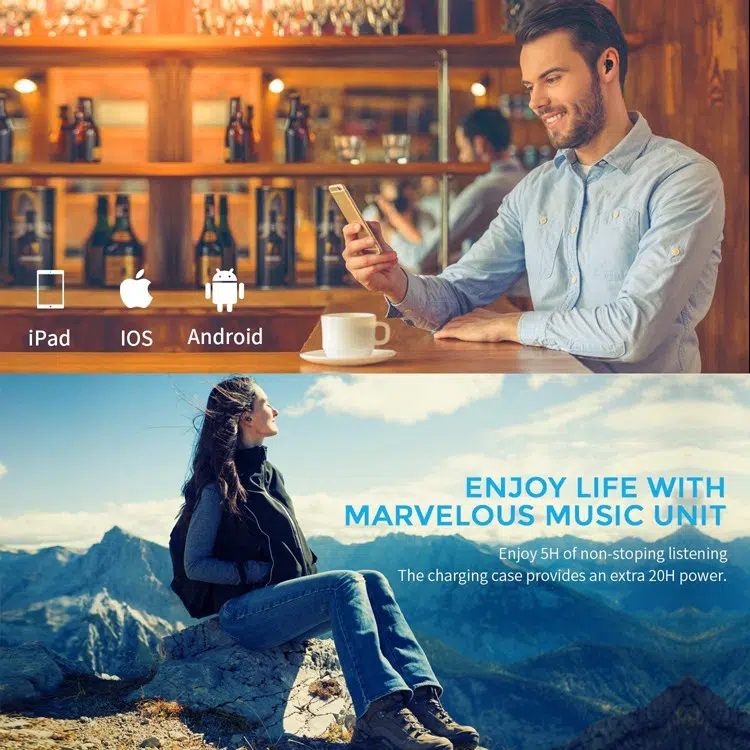 iPad
IOS
Android
ENJOY LIFE WITH
MARVELOUS MUSIC UNIT
Enjoy 5H of non-stoping listening
The charging case provides an extra 20H power.